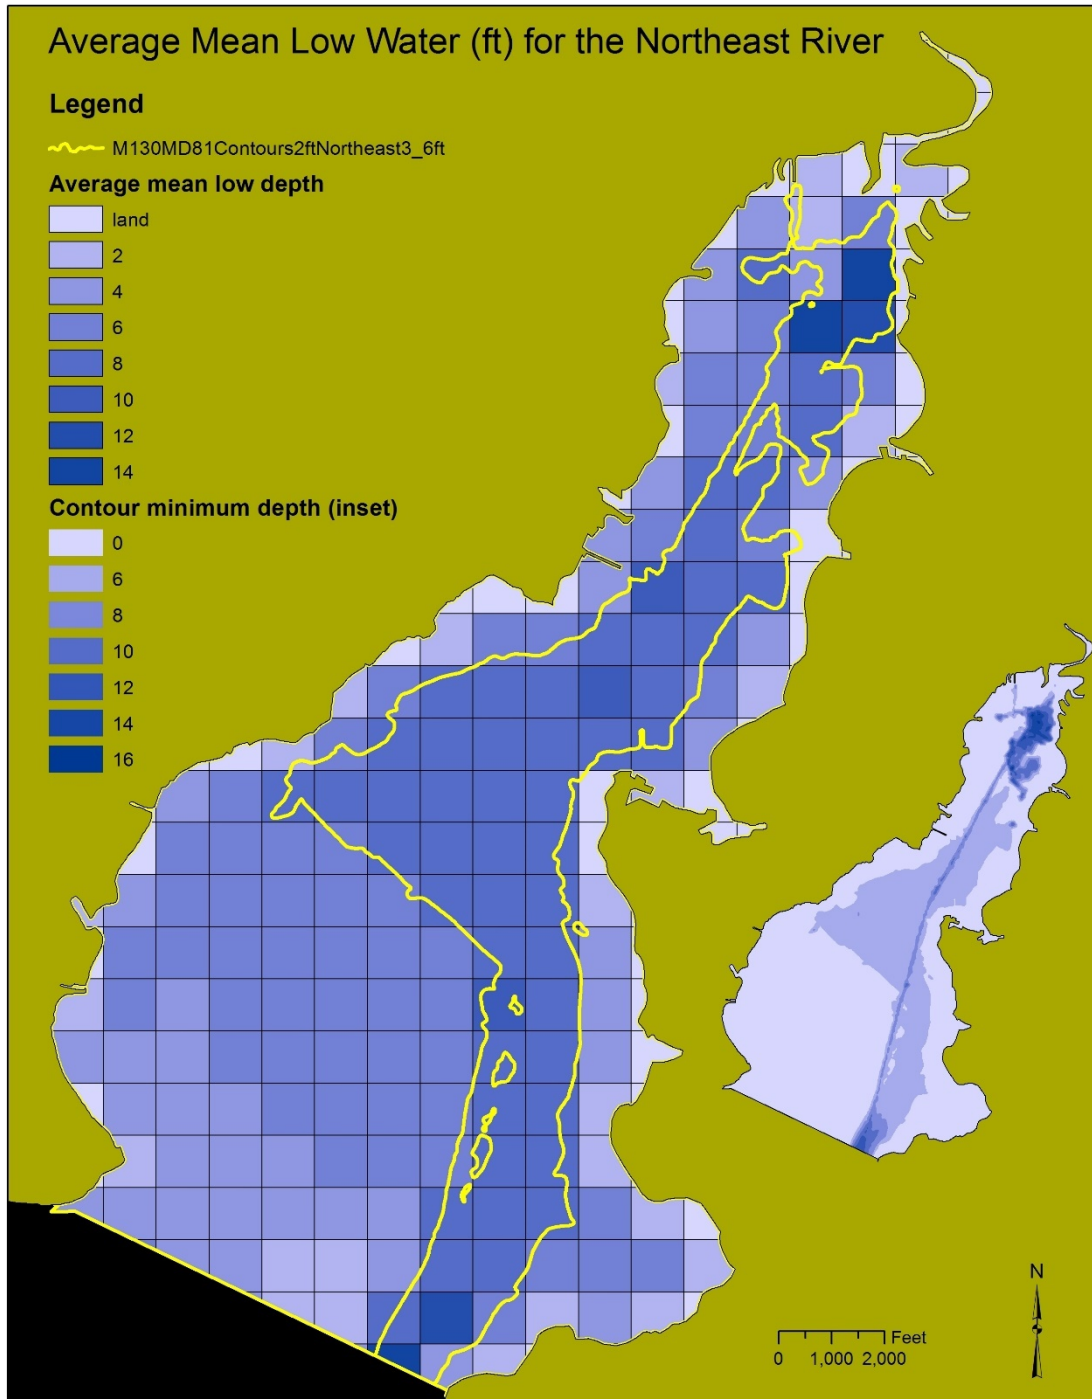 Average Mean Low Water (ft) for the Northeast River
Legend
M130MD81Contours2ftNortheast3_6ft
Average mean low depth
land
2
4
6
8
10
12
14
Contour minimum depth (inset)
0
6
8
10
12
14
16
N
Feet
0 1,000 2,000